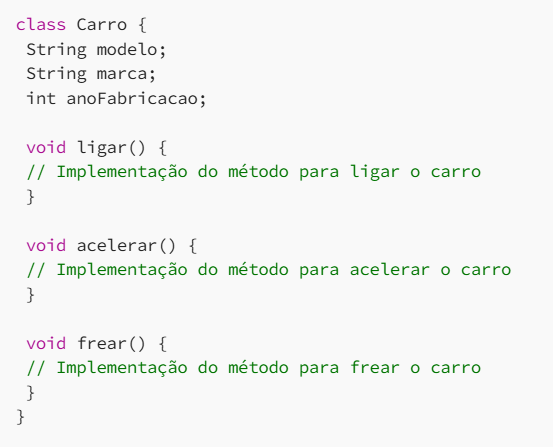 class Carro {
 String modelo;
 String marca;
 int anoFabricacao;

 void ligar() {
 // Implementação do método para ligar o carro
 }

 void acelerar() {
 // Implementação do método para acelerar o carro
 }

 void frear() {
 // Implementação do método para frear o carro
 }
}